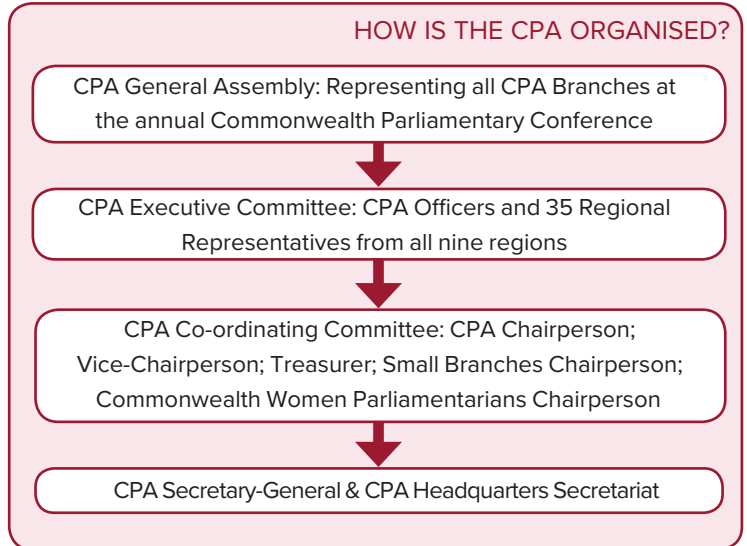 HOW IS THE CPA ORGANISED?
CPA General Assembly: Representing all CPA Branches at
the annual Commonwealth Parliamentary Conference
CPA Executive Committee: CPA Officers and 35 Regional
Representatives from all nine regions
CPA Co-ordinating Committee: CPA Chairperson;
Vice-Chairperson; Treasurer; Small Branches Chairperson;
Commonwealth Women Parliamentarians Chairperson
CPA Secretary-General & CPA Headquarters Secretariat